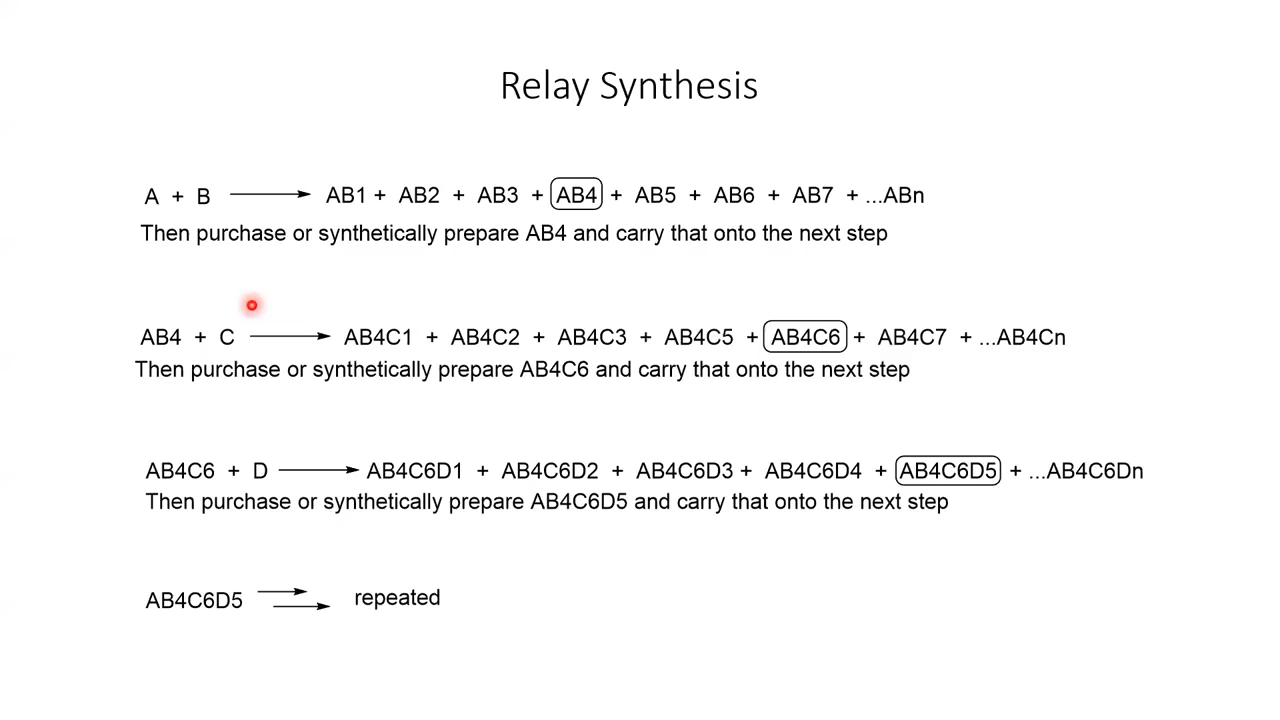 Relay Synthesis
A + B ⟶ AB1 + AB2 + AB3 + AB4 + AB5 + AB6 + AB7 + ...ABn
Then purchase or synthetically prepare AB4 and carry that onto the next step
AB4 + C ⟶ AB4C1 + AB4C2 + AB4C3 + AB4C5 + AB4C6 + AB4C7 + ...AB4Cn
Then purchase or synthetically prepare AB4C6 and carry that onto the next step
AB4C6 + D ⟶ AB4C6D1 + AB4C6D2 + AB4C6D3 + AB4C6D4 + AB4C6D5 + ...AB4C6Dn
Then purchase or synthetically prepare AB4C6D5 and carry that onto the next step
AB4C6D5 repeated